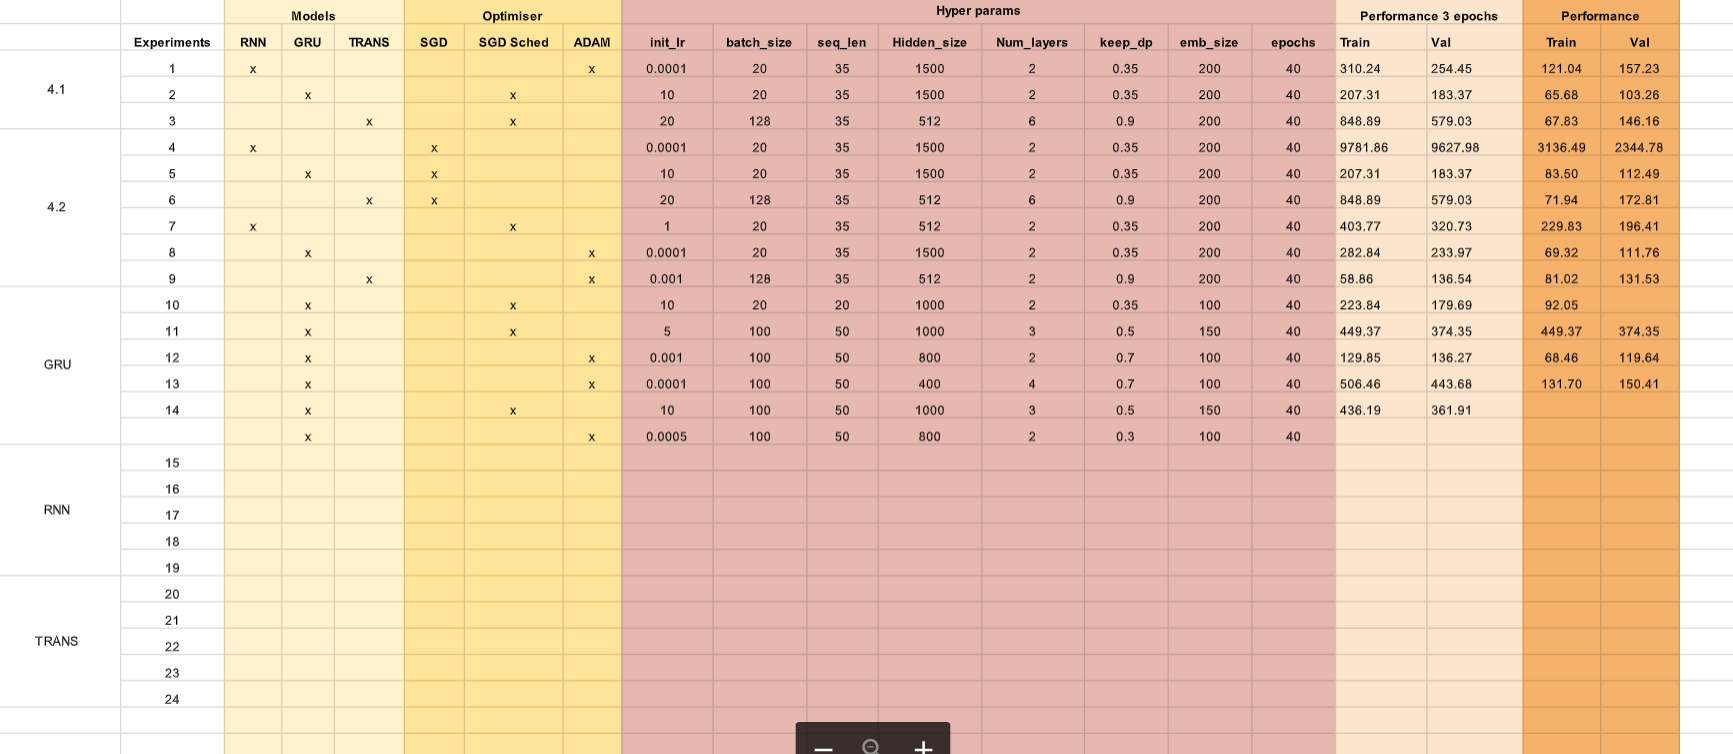 Models Optimiser Hyper params Performance 3 epochs Performance
Experiments RNN GRU TRANS SGD SGD Sched ADAM init_lr batch_size seq_len Hidden_size Num_layers keep_dp emb_size epochs Train Val Train Val
1 x x 0.0001 20 35 1500 2 0.35 200 40 310.24 254.45 121.04 157.23
4.1
2 x x 10 20 35 1500 2 0.35 200 40 207.31 183.37 65.68 103.26
3 x x 20 128 35 512 6 0.9 200 40 848.89 579.03 67.83 146.16
4 x x 0.0001 20 35 1500 2 0.35 200 40 9781.86 9627.98 3136.49 2344.78
5 x x 10 20 35 1500 2 0.35 200 40 207.31 183.37 83.50 112.49
4.2
6 x x 20 128 35 512 6 0.9 200 40 848.89 579.03 71.94 172.81
7 x x 1 20 35 512 2 0.35 200 40 403.77 320.73 229.83 196.41
8 x x 0.0001 20 35 1500 2 0.35 200 40 282.84 233.97 69.32 111.76
9 x x 0.001 128 35 512 2 0.9 200 40 58.86 136.54 81.02 131.53
10 x x 10 20 20 1000 2 0.35 100 40 223.84 179.69 92.05
11 x x 5 100 50 1000 3 0.5 150 40 449.37 374.35 449.37 374.35
12 x x 0.001 100 50 800 2 0.7 100 40 129.85 136.27 68.46 119.64
GRU
13 x x 0.0001 100 50 400 4 0.7 100 40 506.46 443.68 131.70 150.41
14 x x 10 100 50 1000 3 0.5 150 40 436.19 361.91
x x 0.0005 100 50 800 2 0.3 100 40
15
16
RNN
17
18
19
20
21
TRANS
22
23
24